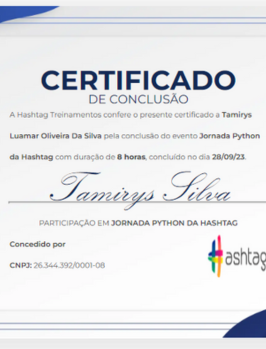 CERTIFICADO
DE CONCLUSÃO
A Hashtag Treinamentos confere o presente certificado a Tamirys
Luamar Oliveira Da Silva pela conclusão do evento Jornada Python
da Hashtag com duração de 8 horas, concluído no dia 28/09/23.
Tamirys Silva
PARTICIPAÇÃO EM JORNADA PYTHON DA HASHTAG
Concedido por
ashtag
CNPJ: 26.344.392/0001-08